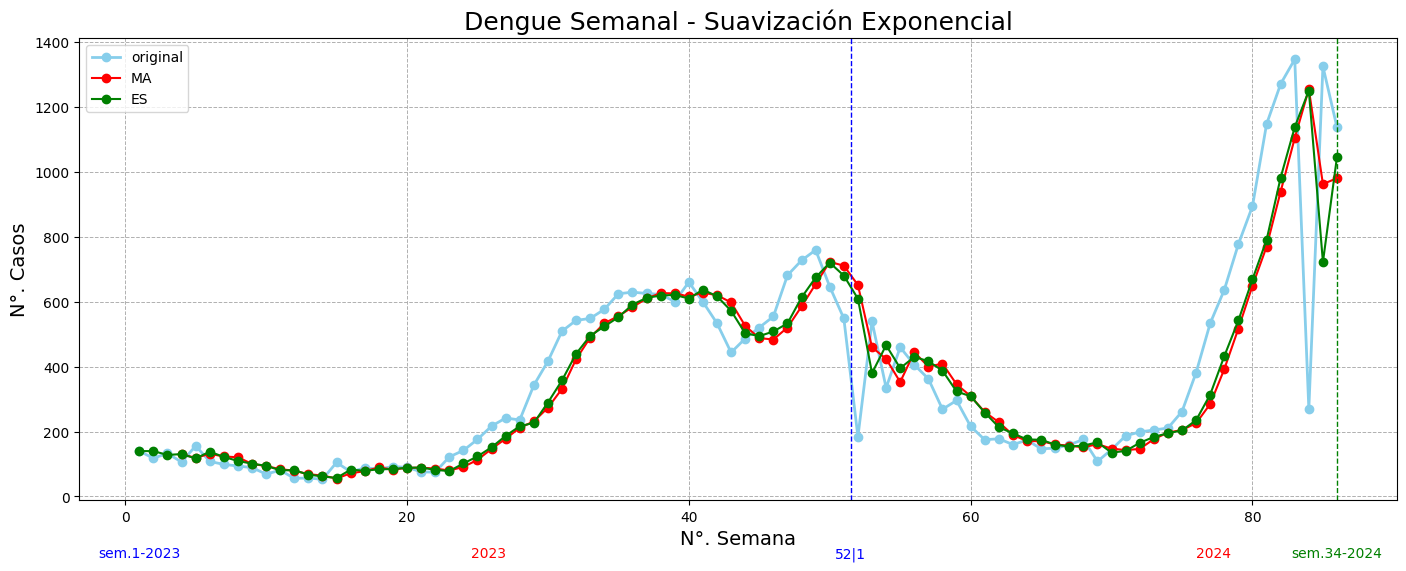 Dengue Semanal - Suavización Exponencial
original
MA
ES
N°. Casos
1400
1200
1000
800
600
400
200
0
0 20 40 60 80
N°. Semana
sem.1-2023 2023 52|1 2024 sem.34-2024